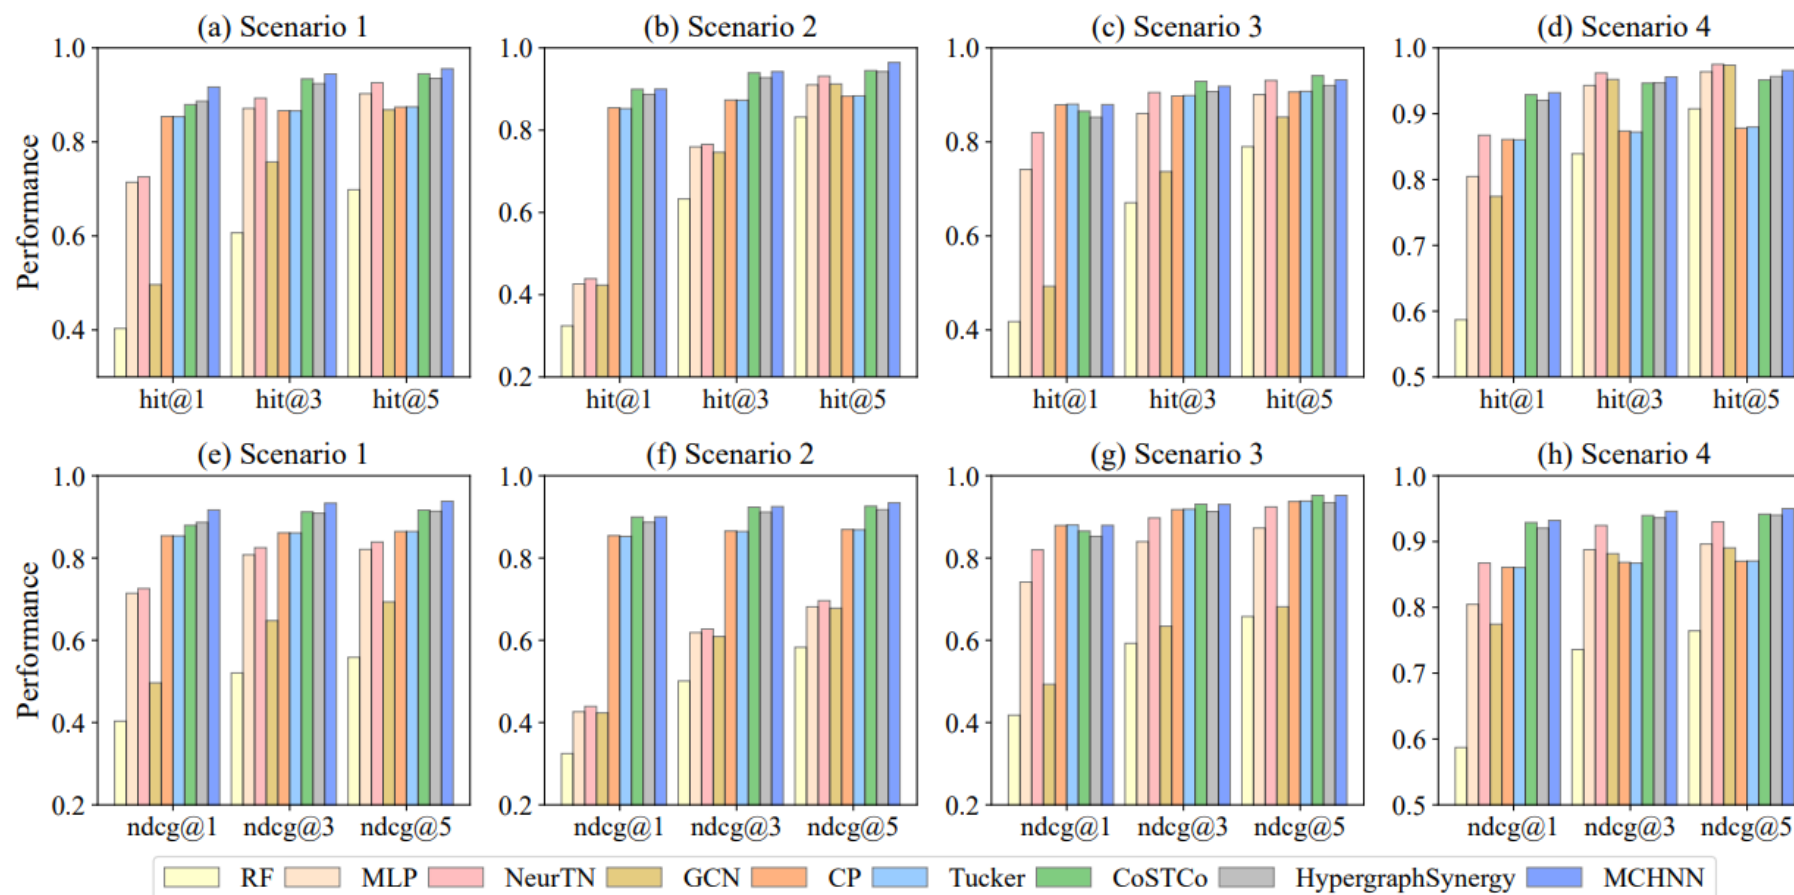 (a) Scenario 1
(b) Scenario 2
(c) Scenario 3
(d) Scenario 4
Performance
1.0
0.8
0.6
0.4
hit@1 hit@3 hit@5
1.0
0.8
0.6
0.4
0.2
hit@1 hit@3 hit@5
1.0
0.8
0.6
0.4
hit@1 hit@3 hit@5
1.0
0.9
0.8
0.7
0.6
0.5
hit@1 hit@3 hit@5
(e) Scenario 1
(f) Scenario 2
(g) Scenario 3
(h) Scenario 4
Performance
1.0
0.8
0.6
0.4
0.2
ndcg@1 ndcg@3 ndcg@5
1.0
0.8
0.6
0.4
0.2
ndcg@1 ndcg@3 ndcg@5
1.0
0.8
0.6
0.4
0.2
ndcg@1 ndcg@3 ndcg@5
1.0
0.9
0.8
0.7
0.6
0.5
ndcg@1 ndcg@3 ndcg@5
RF MLP NeurTN GCN CP Tucker CoSTCo HypergraphSynergy MCHNN